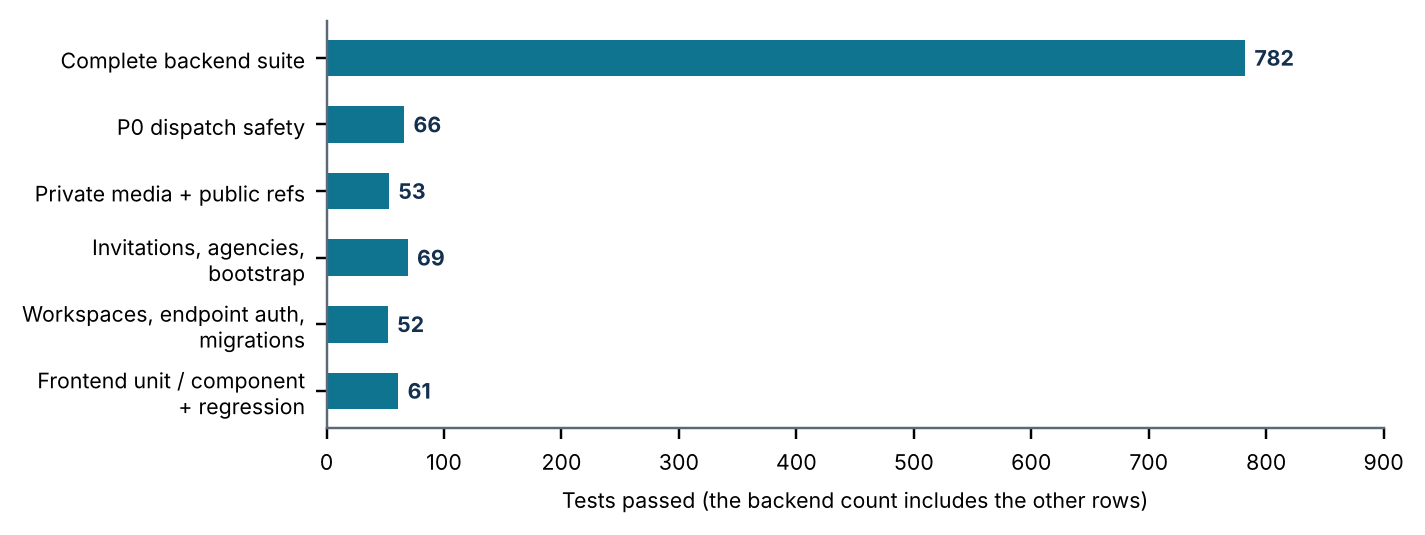 Complete backend suite
782
P0 dispatch safety
66
Private media + public refs
53
Invitations, agencies,
bootstrap
69
Workspaces, endpoint auth,
migrations
52
Frontend unit / component
+ regression
61
0 100 200 300 400 500 600 700 800 900
Tests passed (the backend count includes the other rows)